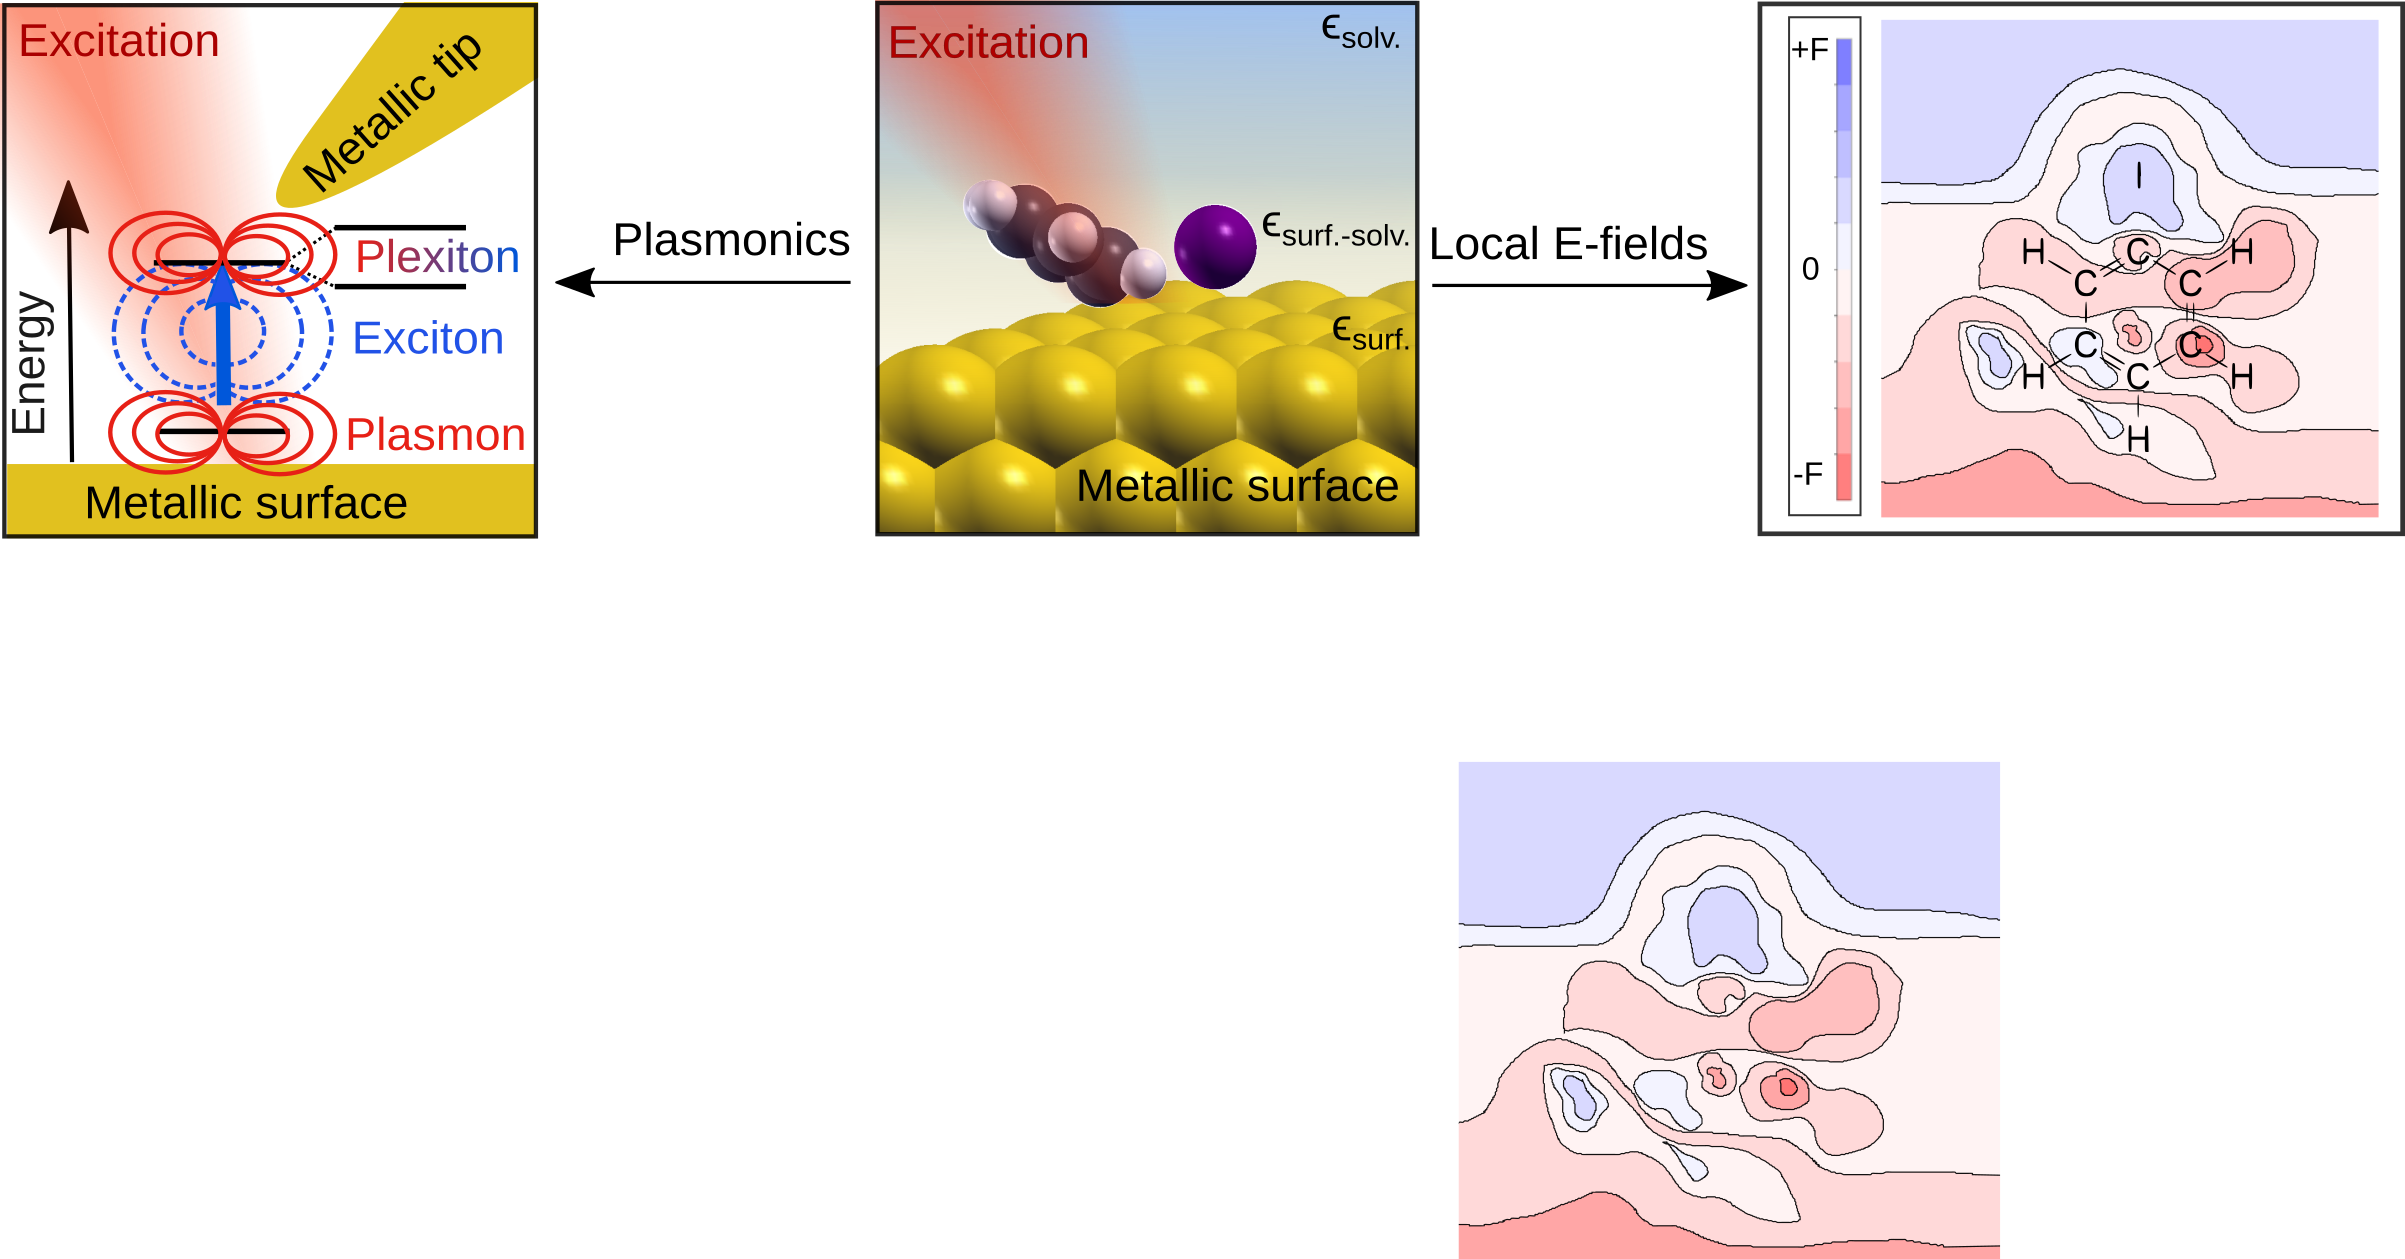 Excitation
Metallic tip
Energy
Plexiton
Exciton
Plasmon
Metallic surface
Plasmonics
Excitation
ϵsolv.
ϵsurf.-solv.
ϵsurf.
Metallic surface
Local E-fields
+F
0
-F
I
H C H
C C
C C
H C H
H